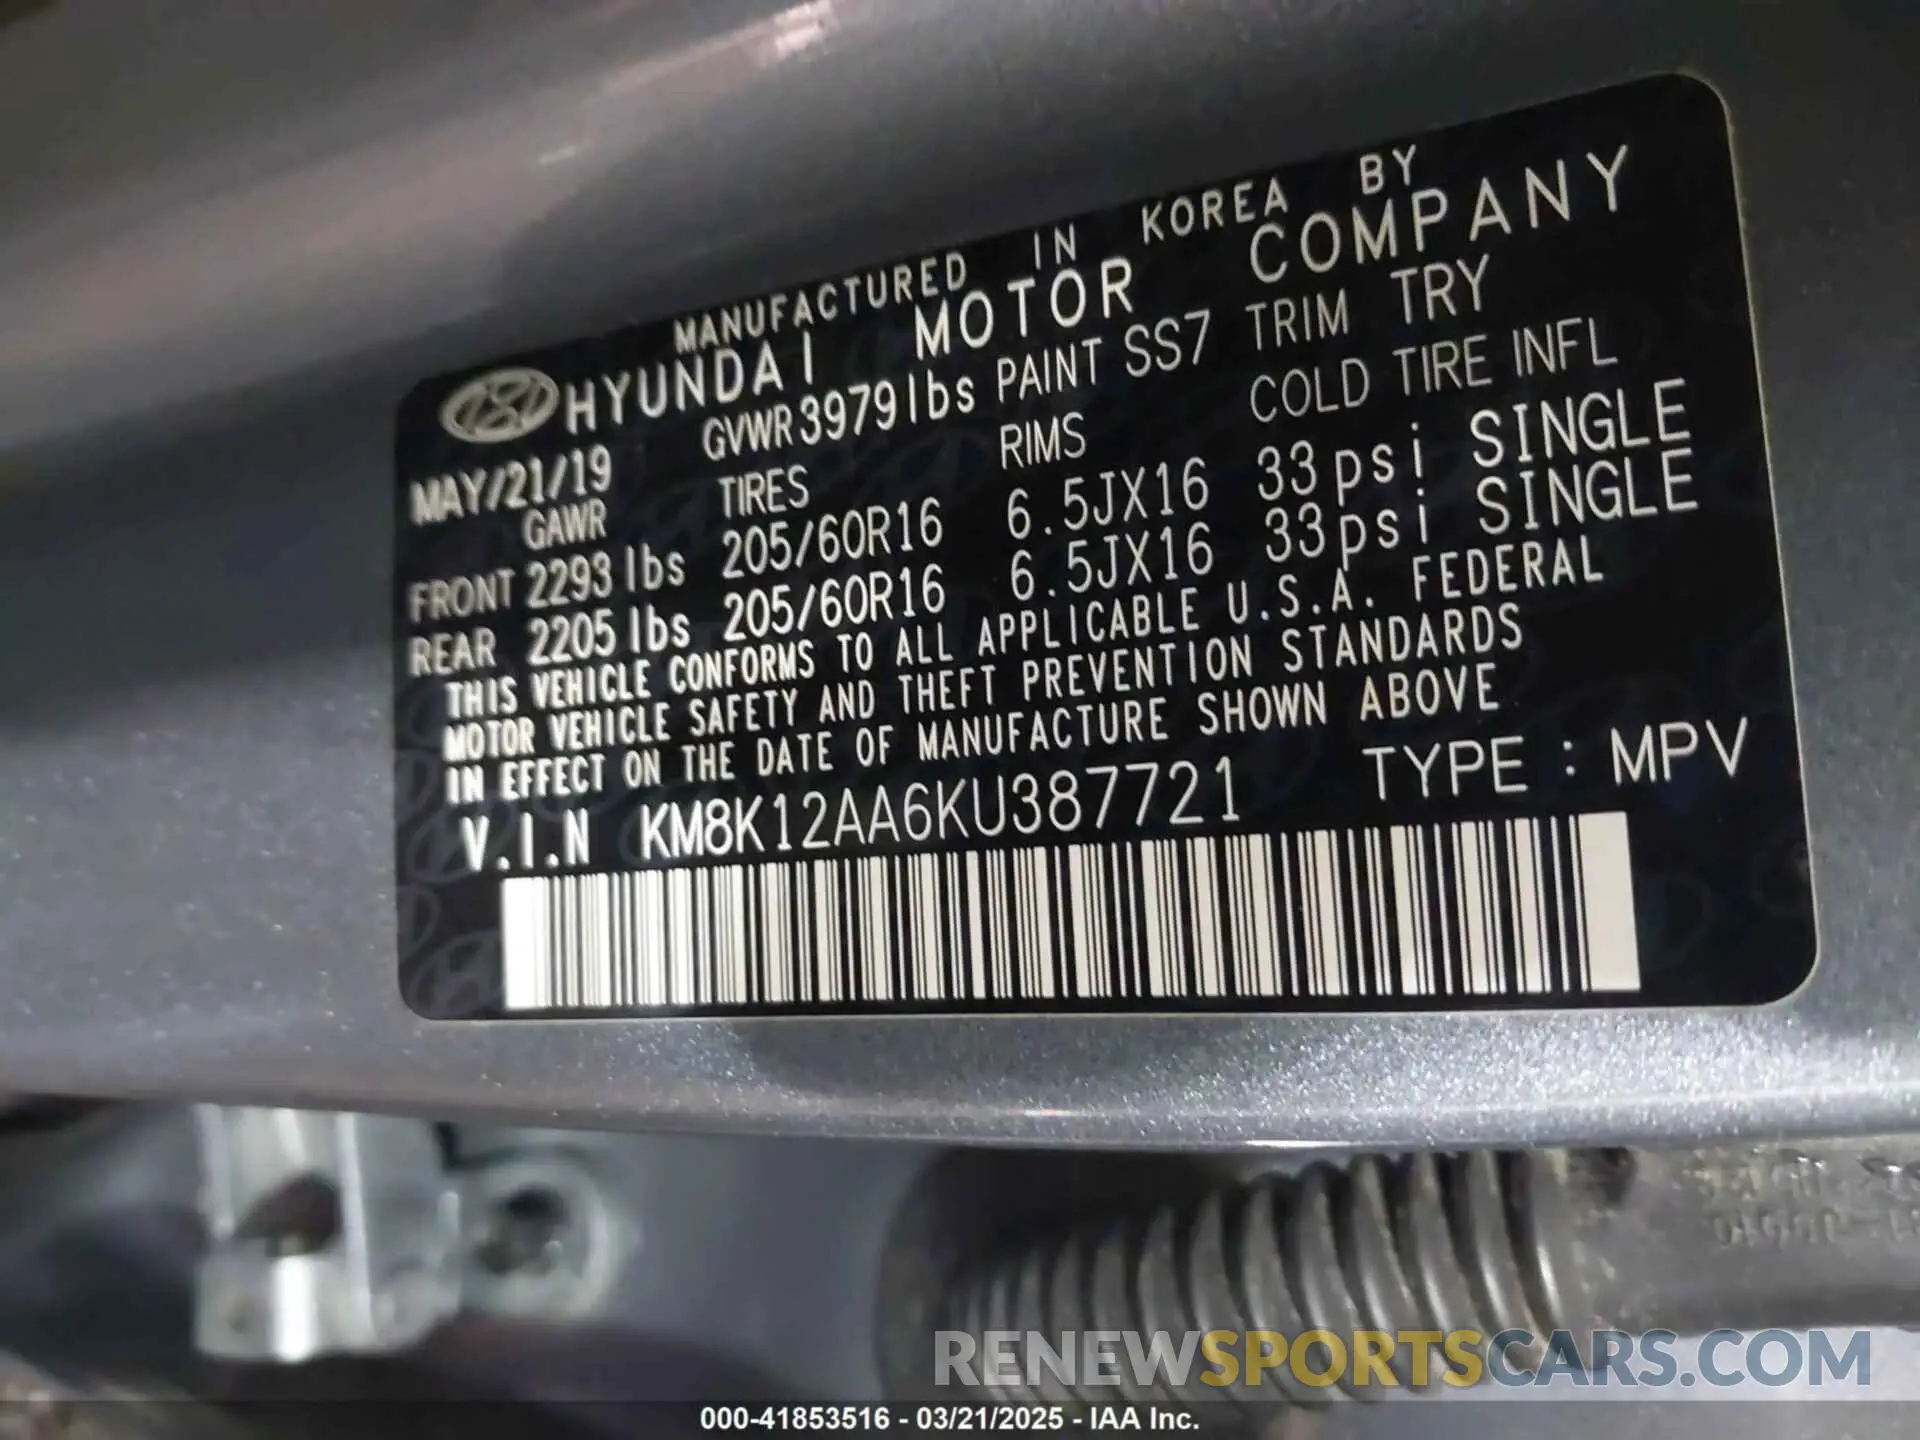 MANUFACTURED IN KOREA BY
HYUNDAI MOTOR COMPANY
MAY/21/19 GVWR 3979lbs PAINT SS7 TRIM TRY
GAWR TIRES RIMS COLD TIRE INFL
FRONT 2293 lbs 205/60R16 6.5JX16 33psi SINGLE
REAR 2205 lbs 205/60R16 6.5JX16 33psi SINGLE
THIS VEHICLE CONFORMS TO ALL APPLICABLE U.S.A. FEDERAL
MOTOR VEHICLE SAFETY AND THEFT PREVENTION STANDARDS
IN EFFECT ON THE DATE OF MANUFACTURE SHOWN ABOVE
V.I.N KM8K12AA6KU387721 TYPE : MPV
RENEWSPORTSCARS.COM
000-41853516 - 03/21/2025 - IAA Inc.